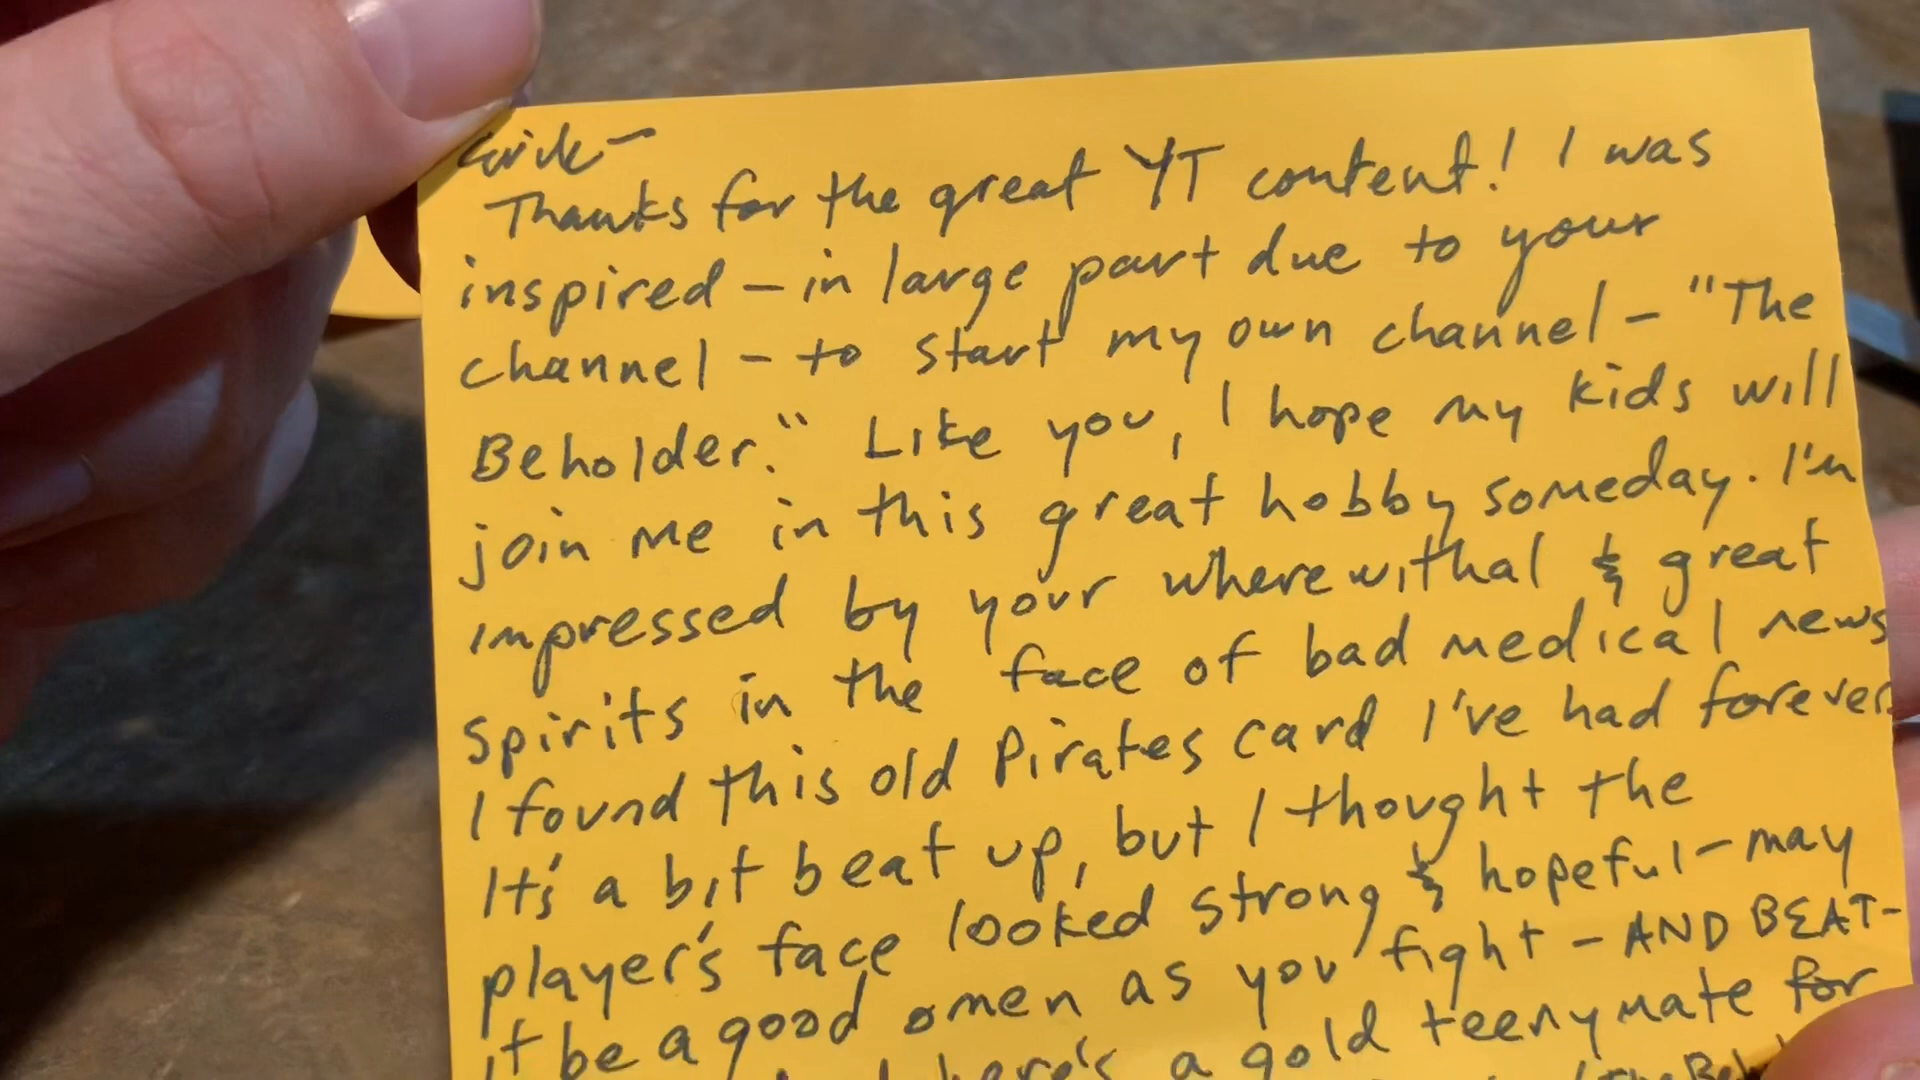 Erik-
Thanks for the great YT content! I was
inspired - in large part due to your
channel - to start my own channel - "The
Beholder." Like you, I hope my kids will
join me in this great hobby someday. I'm
impressed by your wherewithal & great
spirits in the face of bad medical news
I found this old Pirates card I've had forever.
It's a bit beat up, but I thought the
player's face looked strong & hopeful - may
it be a good omen as you fight - AND BEAT -
here's a gold teenymate for